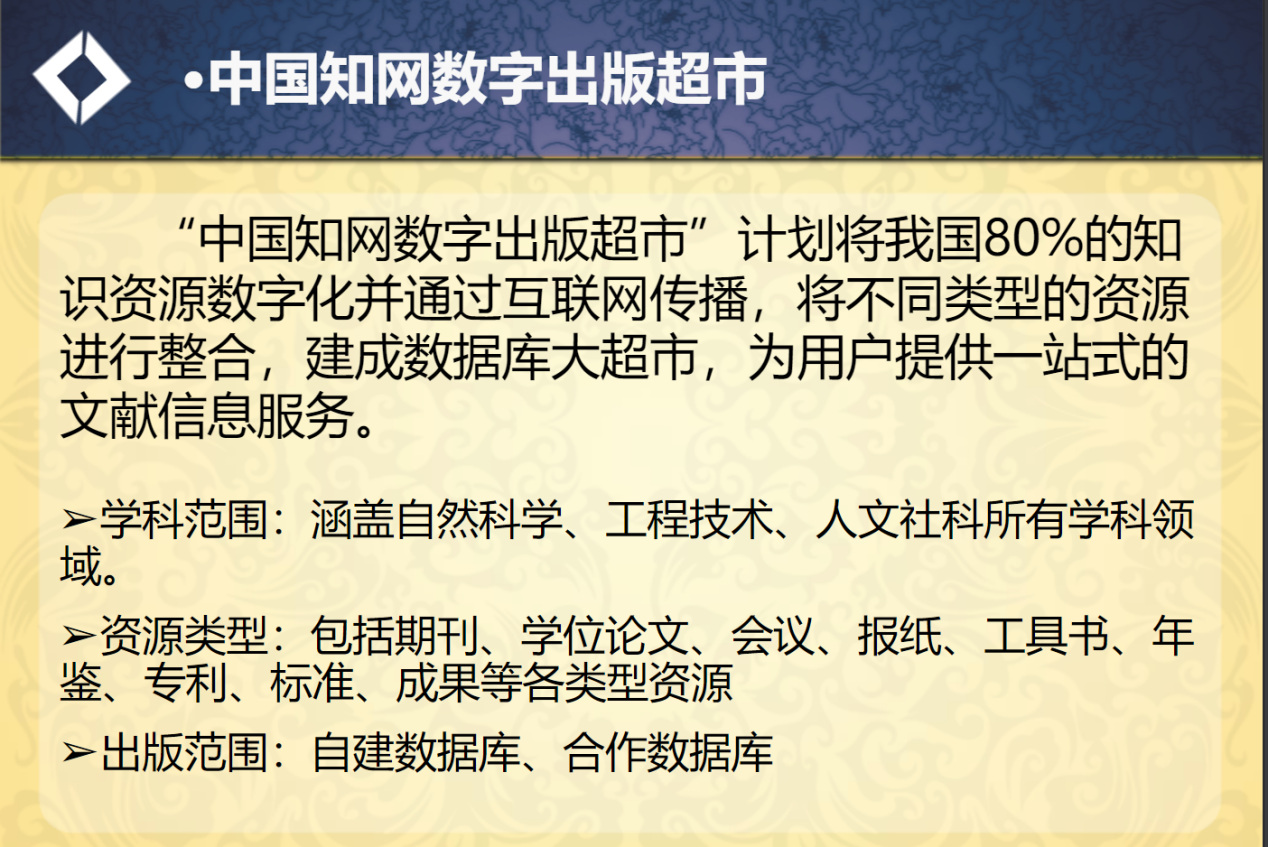 •中国知网数字出版超市
“中国知网数字出版超市”计划将我国80%的知
识资源数字化并通过互联网传播，将不同类型的资源
进行整合，建成数据库大超市，为用户提供一站式的
文献信息服务。
➢学科范围：涵盖自然科学、工程技术、人文社科所有学科领
域。
➢资源类型：包括期刊、学位论文、会议、报纸、工具书、年
鉴、专利、标准、成果等各类型资源
➢出版范围：自建数据库、合作数据库